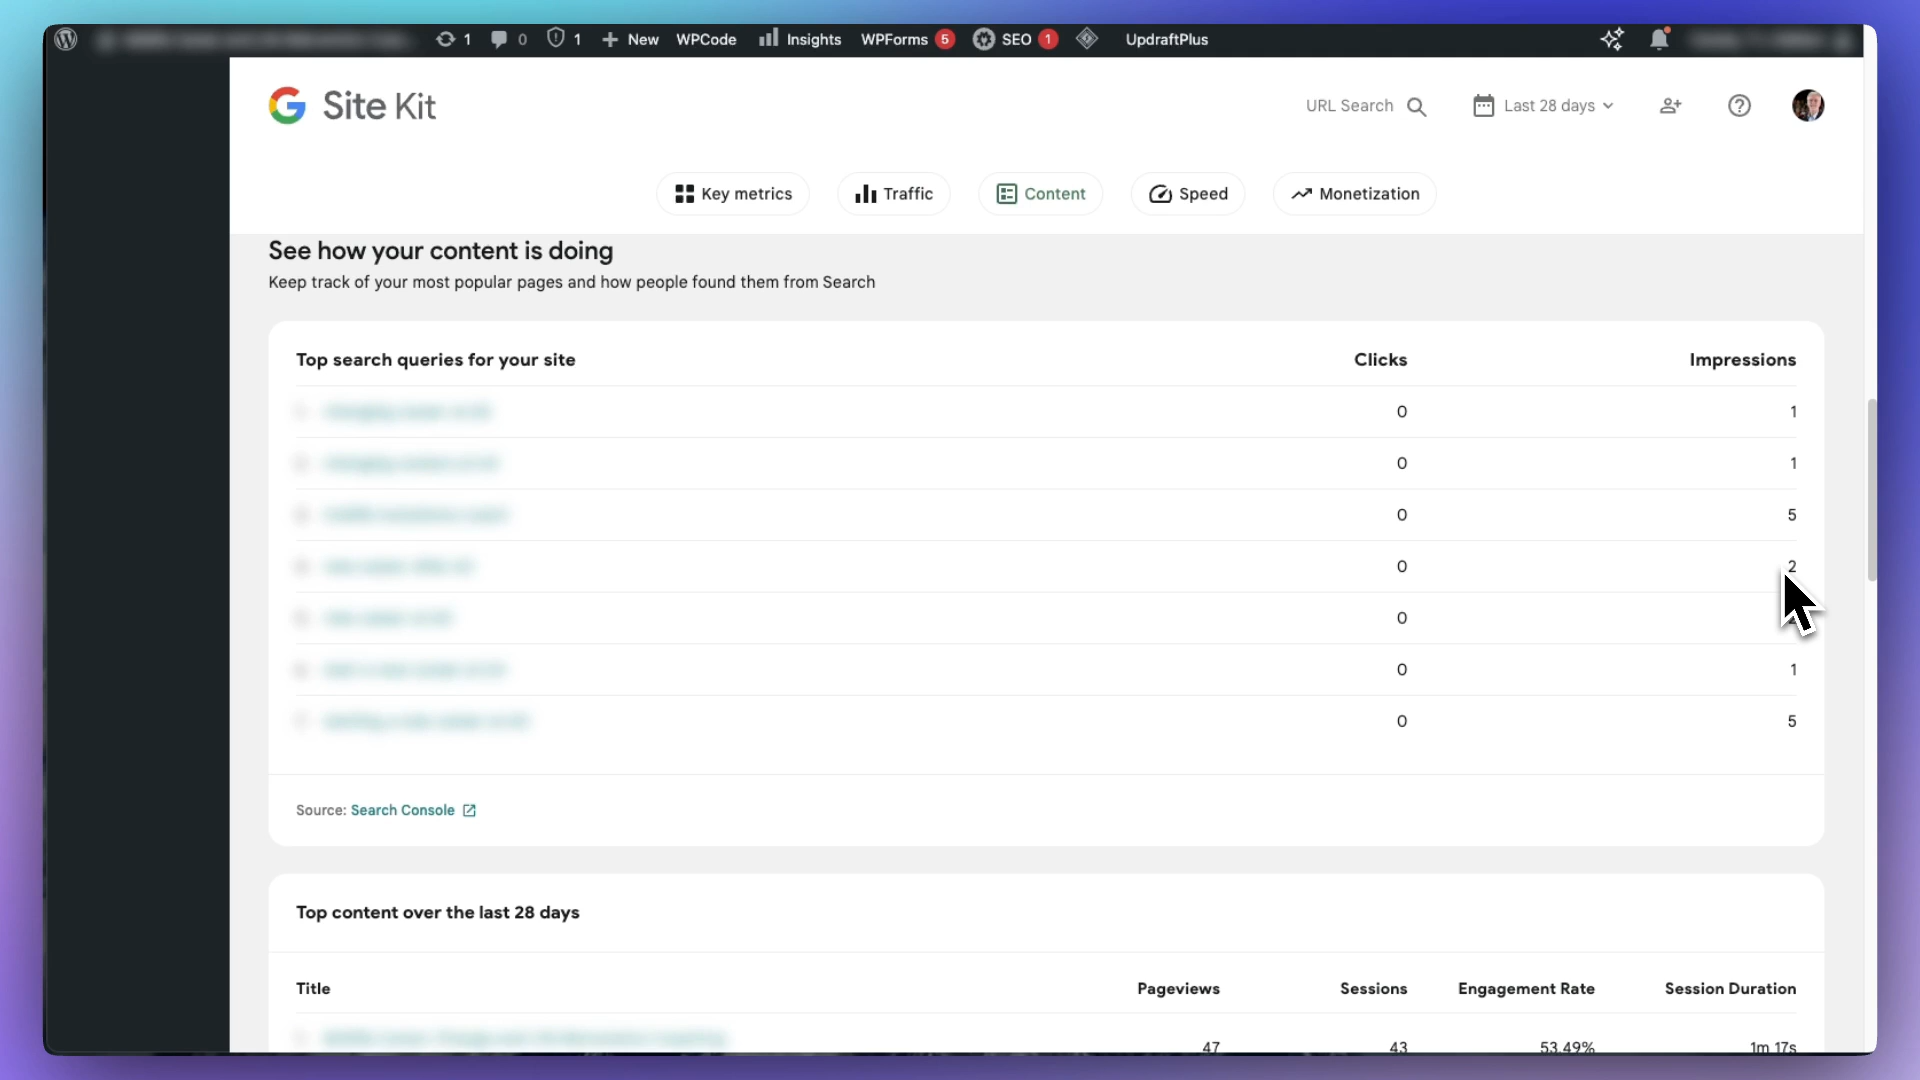 1 0 1 New WPCode Insights WPForms 5 SEO 1 UpdraftPlus
Site Kit
URL Search Last 28 days
Key metrics Traffic Content Speed Monetization
See how your content is doing
Keep track of your most popular pages and how people found them from Search
Top search queries for your site Clicks Impressions
0 1
0 1
0 5
0 2
0
0 1
0 5
Source: Search Console
Top content over the last 28 days
Title Pageviews Sessions Engagement Rate Session Duration
47 43 53.49% 1m 17s